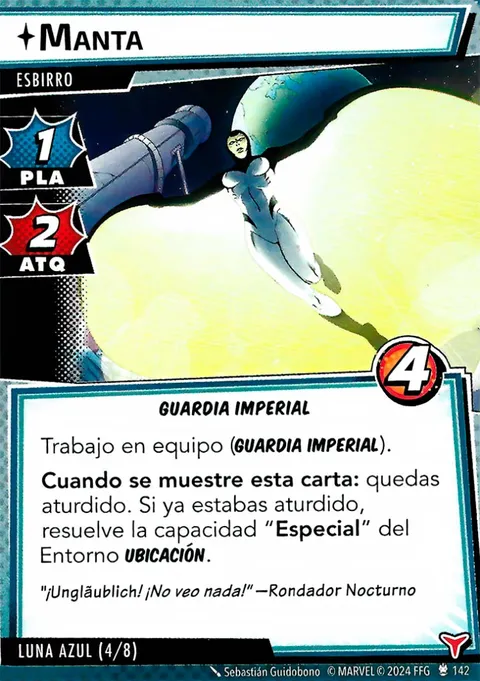 MANTA
ESBIRRO
1
PLA
2
ATQ
4
GUARDIA IMPERIAL
Trabajo en equipo (GUARDIA IMPERIAL).
Cuando se muestre esta carta: quedas
aturdido. Si ya estabas aturdido,
resuelve la capacidad “Especial” del
Entorno UBICACIÓN.
"¡Unglãublich! ¡No veo nada!" —Rondador Nocturno
LUNA AZUL (4/8)
Sebastián Guidobono © MARVEL © 2024 FFG 142